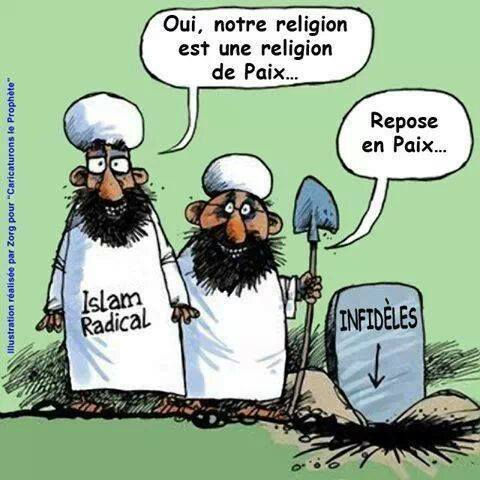 Oui, notre religion
est une religion
de Paix...
Repose
en Paix...
Islam
Radical
INFIDÈLES
Illustration réalisée par Zorg pour "Caricaturons le Prophète"